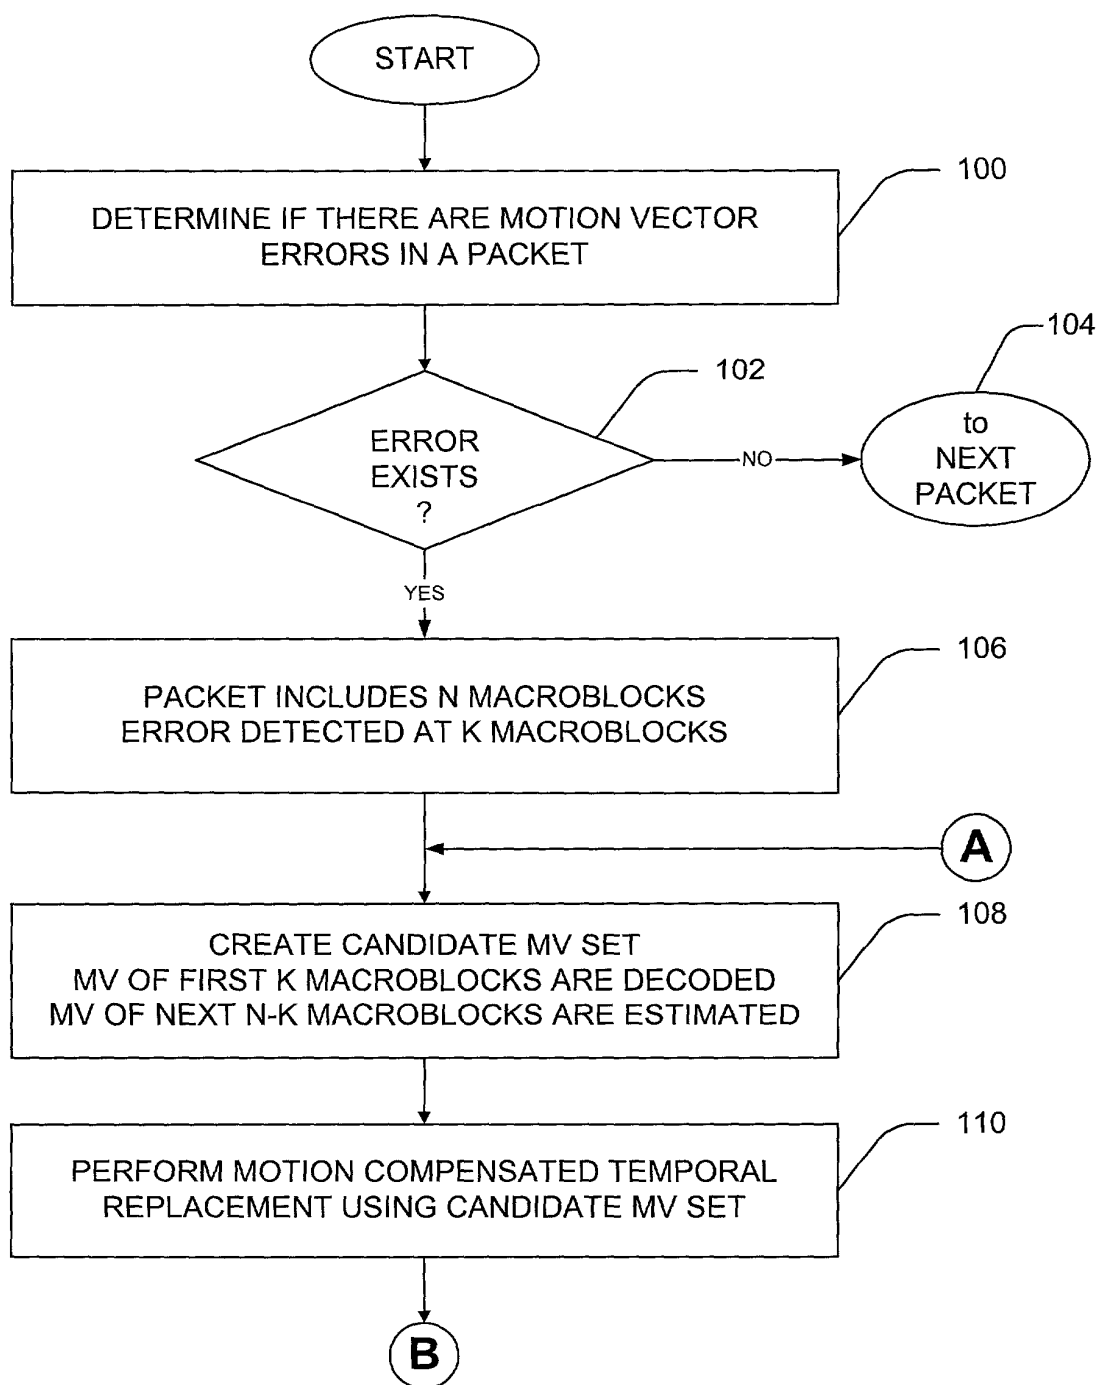 START
100
DETERMINE IF THERE ARE MOTION VECTOR
ERRORS IN A PACKET
104
102
ERROR
EXISTS
?
NO
to
NEXT
PACKET
YES
106
PACKET INCLUDES N MACROBLOCKS
ERROR DETECTED AT K MACROBLOCKS
A
108
CREATE CANDIDATE MV SET
MV OF FIRST K MACROBLOCKS ARE DECODED
MV OF NEXT N-K MACROBLOCKS ARE ESTIMATED
110
PERFORM MOTION COMPENSATED TEMPORAL
REPLACEMENT USING CANDIDATE MV SET
B